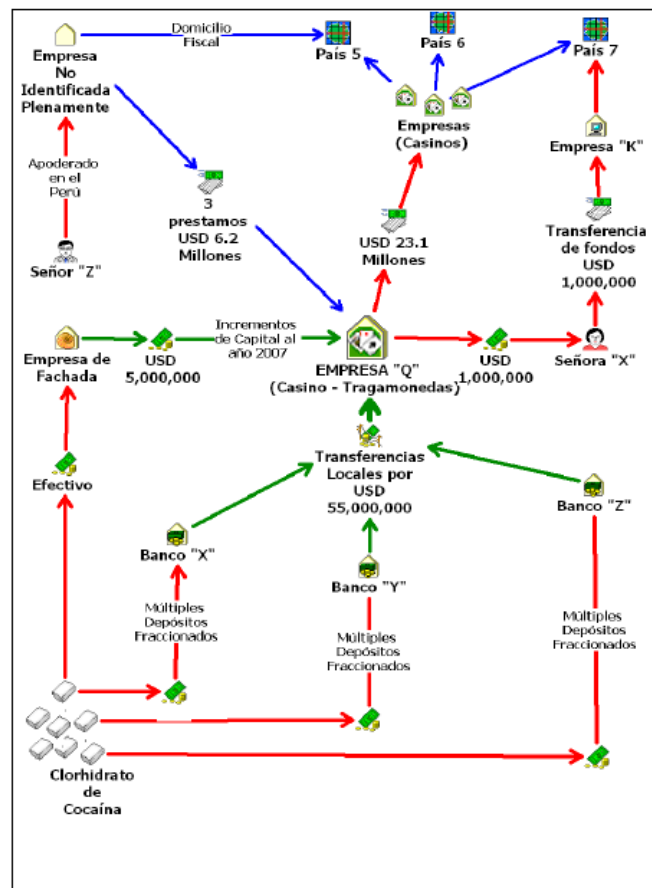 Domicilio
Fiscal
País 5
País 6
País 7
Empresa
No
Identificada
Plenamente
Empresas
(Casinos)
Empresa "K"
Apoderado
en el
Perú
3
prestamos
USD 6.2
Millones
USD 23.1
Millones
Transferencia
de fondos
USD
1,000,000
Señor "Z"
Empresa de
Fachada
USD
5,000,000
Incrementos
de Capital al
año 2007
EMPRESA "Q"
(Casino - Tragamonedas)
USD
1,000,000
Señora "X"
Efectivo
Transferencias
Locales por
USD
55,000,000
Banco "X"
Banco "Y"
Banco "Z"
Múltiples
Depósitos
Fraccionados
Múltiples
Depósitos
Fraccionados
Múltiples
Depósitos
Fraccionados
Clorhidrato
de
Cocaína